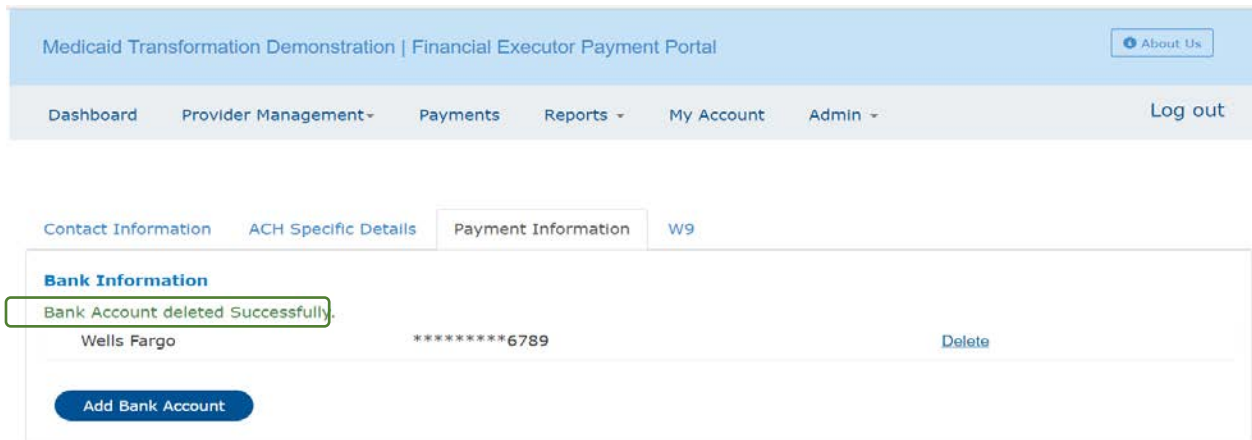 Medicaid Transformation Demonstration | Financial Executor Payment Portal
About Us
Dashboard Provider Management Payments Reports My Account Admin Log out
Contact Information ACH Specific Details Payment Information W9
Bank Information
Bank Account deleted Successfully.
Wells Fargo *********6789 Delete
Add Bank Account